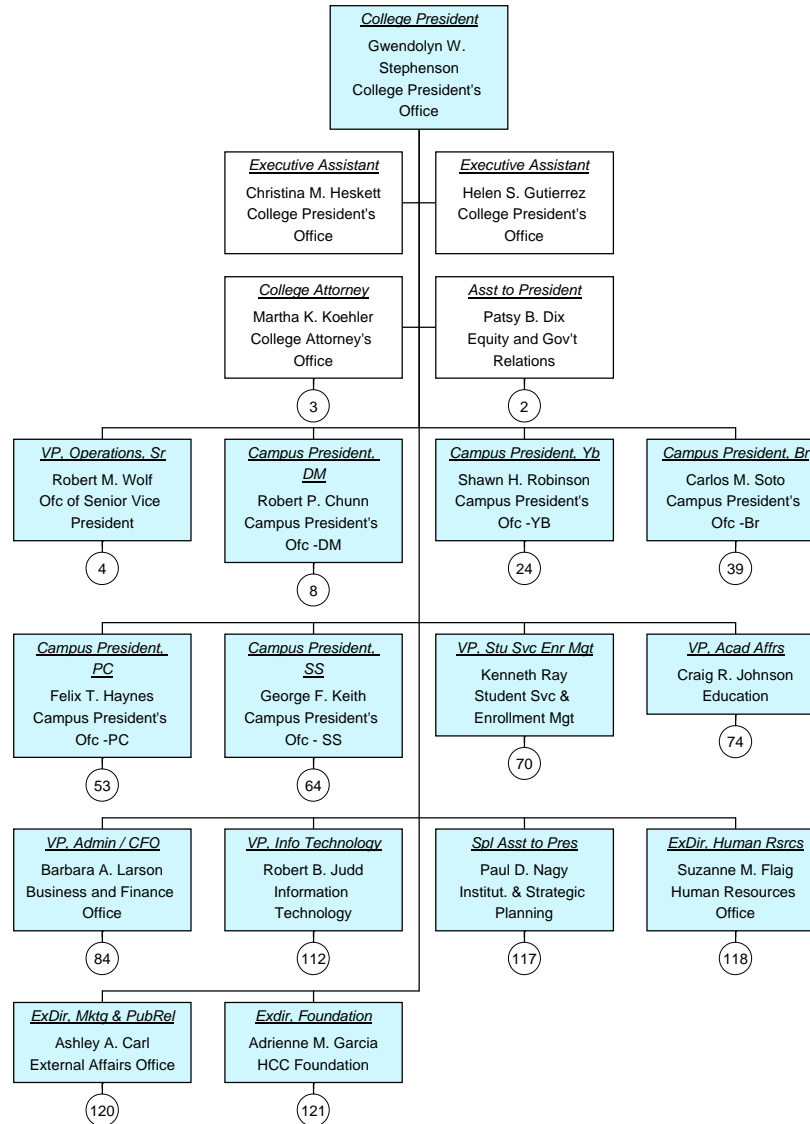 College President
Gwendolyn W.
Stephenson
College President's
Office
Executive Assistant
Christina M. Heskett
College President's
Office
Executive Assistant
Helen S. Gutierrez
College President's
Office
College Attorney
Martha K. Koehler
College Attorney's
Office
3
Asst to President
Patsy B. Dix
Equity and Gov't
Relations
2
VP, Operations, Sr
Robert M. Wolf
Ofc of Senior Vice
President
4
Campus President,
DM
Robert P. Chunn
Campus President's
Ofc -DM
8
Campus President, Yb
Shawn H. Robinson
Campus President's
Ofc -YB
24
Campus President, Br
Carlos M. Soto
Campus President's
Ofc -Br
39
Campus President,
PC
Felix T. Haynes
Campus President's
Ofc -PC
53
Campus President,
SS
George F. Keith
Campus President's
Ofc - SS
64
VP, Stu Svc Enr Mgt
Kenneth Ray
Student Svc &
Enrollment Mgt
70
VP, Acad Affrs
Craig R. Johnson
Education
74
VP, Admin / CFO
Barbara A. Larson
Business and Finance
Office
84
VP, Info Technology
Robert B. Judd
Information
Technology
112
Spl Asst to Pres
Paul D. Nagy
Institut. & Strategic
Planning
117
ExDir, Human Rsrcs
Suzanne M. Flaig
Human Resources
Office
118
ExDir, Mktg & PubRel
Ashley A. Carl
External Affairs Office
120
Exdir, Foundation
Adrienne M. Garcia
HCC Foundation
121